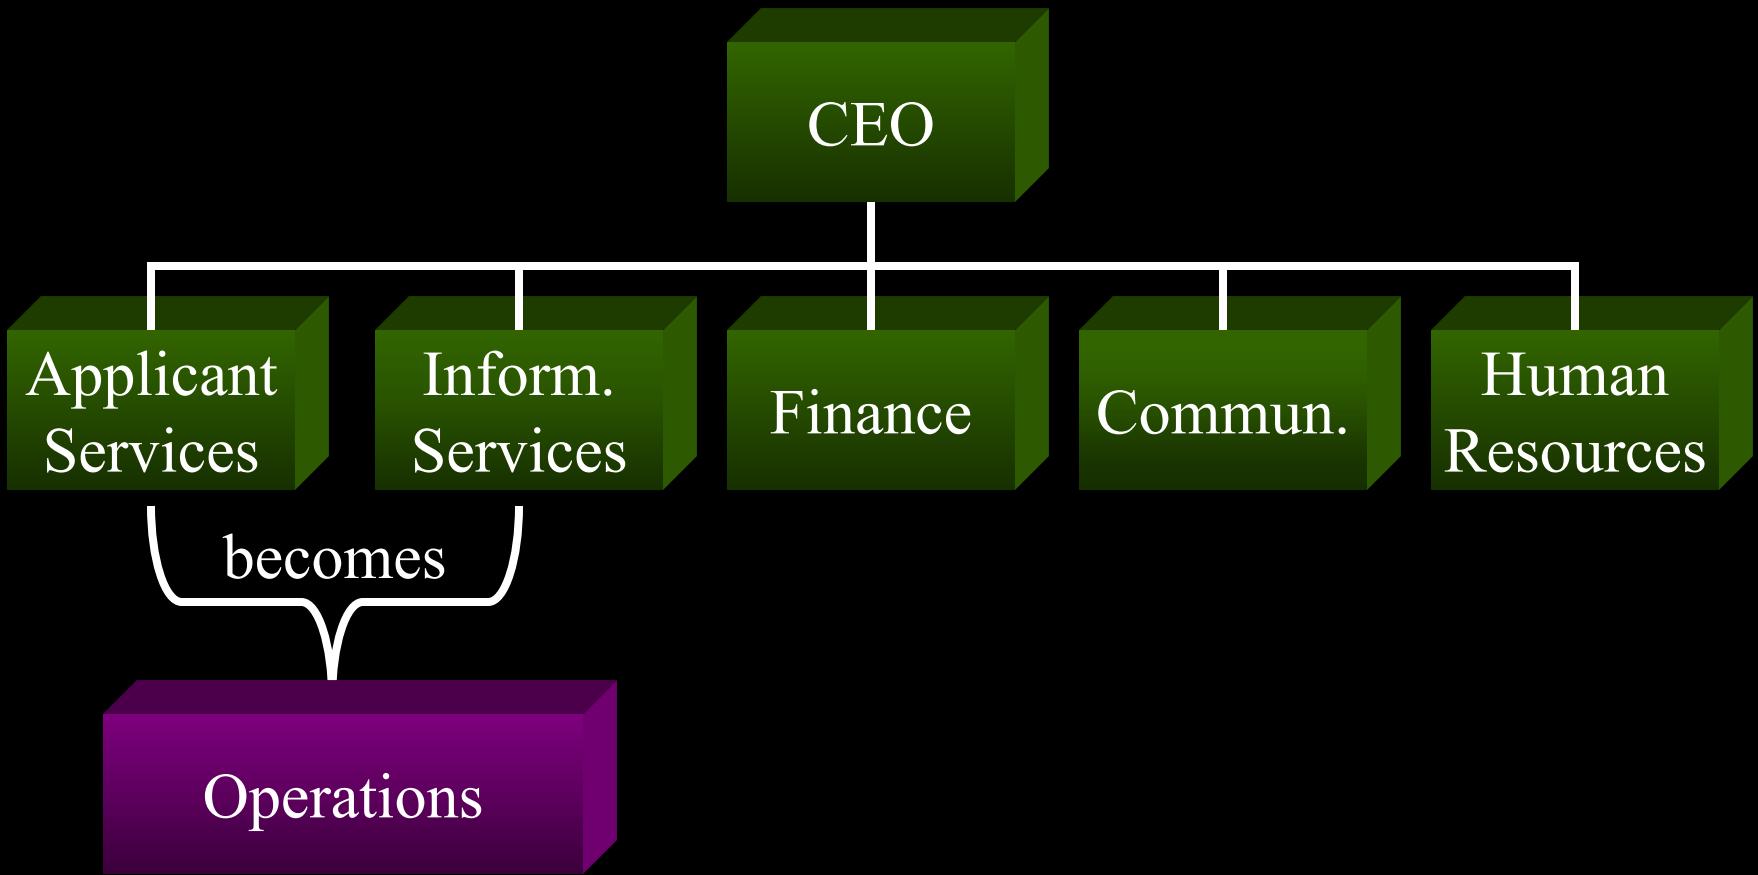 CEO
Applicant
Services
Inform.
Services
Finance
Commun.
Human
Resources
becomes
Operations